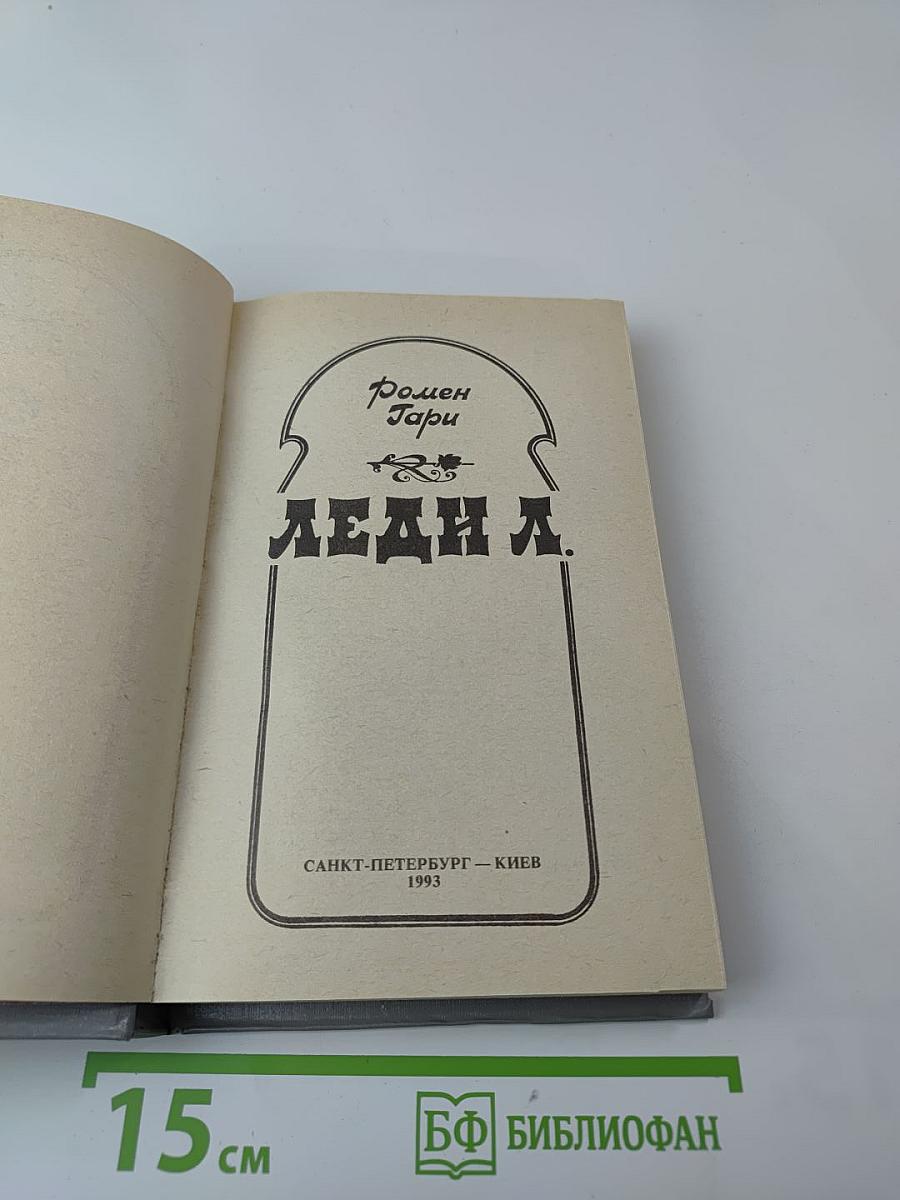 Ромен
Гари
ЛЕДИ Л.
САНКТ-ПЕТЕРБУРГ — КИЕВ
1993
15 см
БФ БИБЛИОФАН